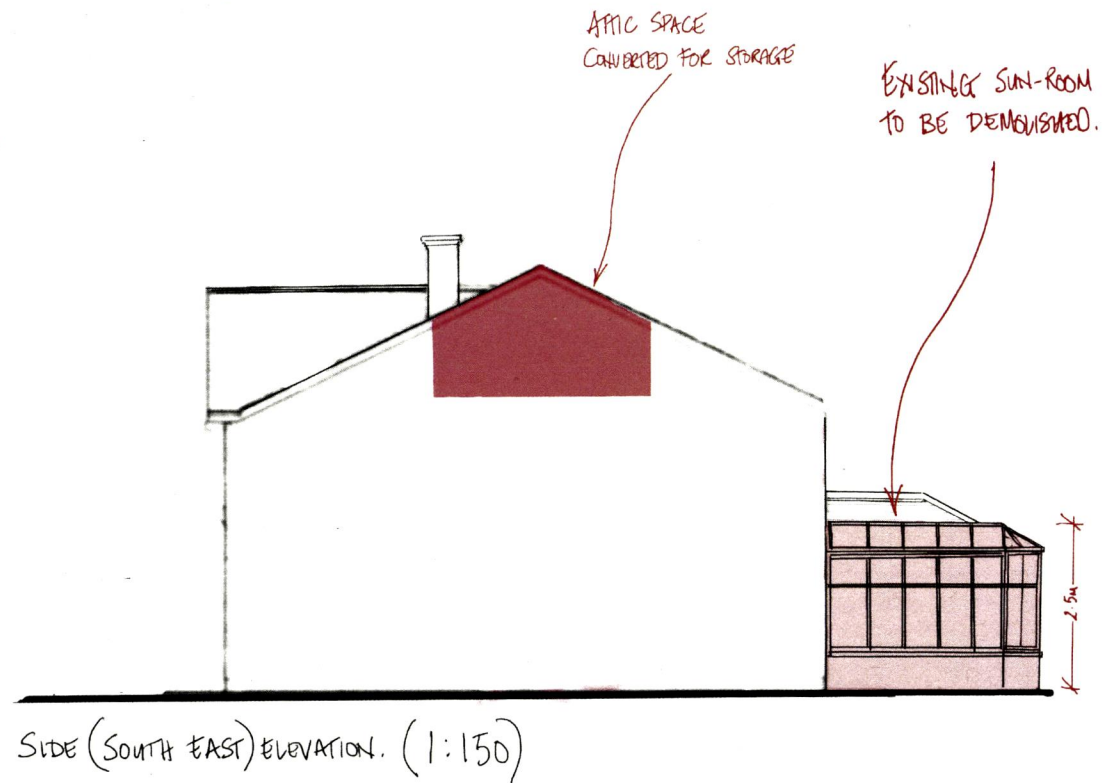 ATTIC SPACE
CONVERTED FOR STORAGE
EXISTING SUN-ROOM
TO BE DEMOLISHED.
2.5m
SIDE (SOUTH EAST) ELEVATION. (1:150)